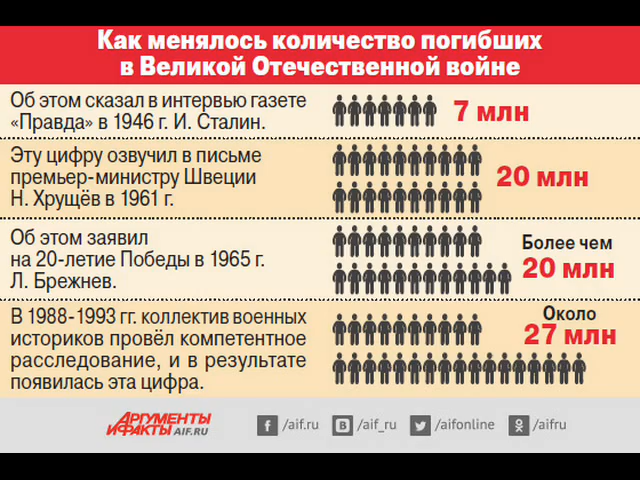 Как менялось количество погибших
в Великой Отечественной войне
Об этом сказал в интервью газете
«Правда» в 1946 г. И. Сталин.
7 млн
Эту цифру озвучил в письме
премьер-министру Швеции
Н. Хрущёв в 1961 г.
20 млн
Об этом заявил
на 20-летие Победы в 1965 г.
Л. Брежнев.
Более чем
20 млн
В 1988-1993 гг. коллектив военных
историков провёл компетентное
расследование, и в результате
появилась эта цифра.
Около
27 млн
АРГУМЕНТЫ
И ФАКТЫ AIF.RU
f /aif.ru
B /aif_ru
/aifonline
/aifru